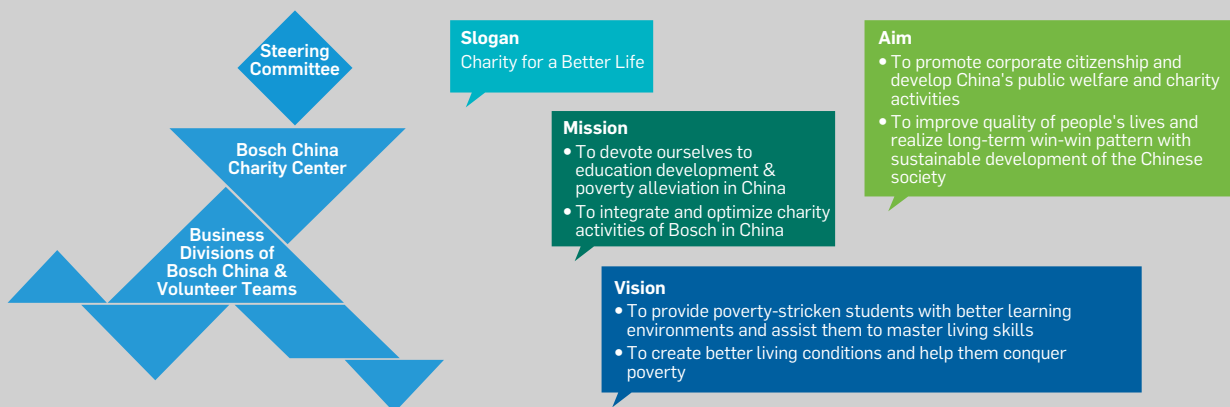 Steering
Committee
Bosch China
Charity Center
Business
Divisions of
Bosch China &
Volunteer Teams
Slogan
Charity for a Better Life
Mission
• To devote ourselves to
education development &
poverty alleviation in China
• To integrate and optimize charity
activities of Bosch in China
Aim
• To promote corporate citizenship and
develop China's public welfare and charity
activities
• To improve quality of people's lives and
realize long-term win-win pattern with
sustainable development of the Chinese
society
Vision
• To provide poverty-stricken students with better learning
environments and assist them to master living skills
• To create better living conditions and help them conquer
poverty